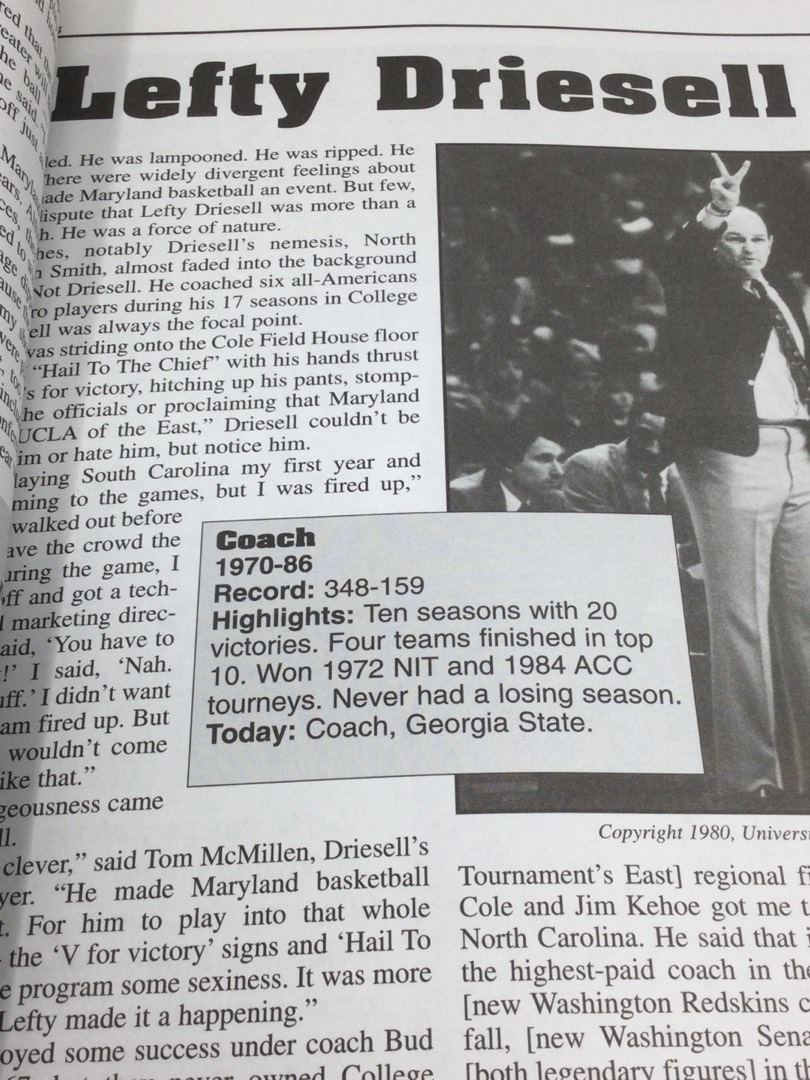 Lefty Driesell
led. He was lampooned. He was ripped. He
here were widely divergent feelings about
ade Maryland basketball an event. But few,
dispute that Lefty Driesell was more than a
h. He was a force of nature.
hes, notably Driesell's nemesis, North
n Smith, almost faded into the background
Not Driesell. He coached six all-Americans
ro players during his 17 seasons in College
ell was always the focal point.
was striding onto the Cole Field House floor
“Hail To The Chief” with his hands thrust
's for victory, hitching up his pants, stomp-
he officials or proclaiming that Maryland
UCLA of the East,” Driesell couldn't be
im or hate him, but notice him.
laying South Carolina my first year and
ming to the games, but I was fired up,”
walked out before
ave the crowd the
uring the game, I
ff and got a tech-
l marketing direc-
aid, ‘You have to
!’ I said, ‘Nah.
uff.’ I didn't want
am fired up. But
wouldn't come
ike that.”
geousness came
ll.
clever,” said Tom McMillen, Driesell's
yer. “He made Maryland basketball
t. For him to play into that whole
the ‘V for victory’ signs and ‘Hail To
e program some sexiness. It was more
Lefty made it a happening.”
oyed some success under coach Bud
never owned College
Coach
1970-86
Record: 348-159
Highlights: Ten seasons with 20
victories. Four teams finished in top
10. Won 1972 NIT and 1984 ACC
tourneys. Never had a losing season.
Today: Coach, Georgia State.
Copyright 1980, Univers
Tournament's East] regional fi
Cole and Jim Kehoe got me t
North Carolina. He said that i
the highest-paid coach in the
[new Washington Redskins c
fall, [new Washington Sena
[both legendary figures] in th